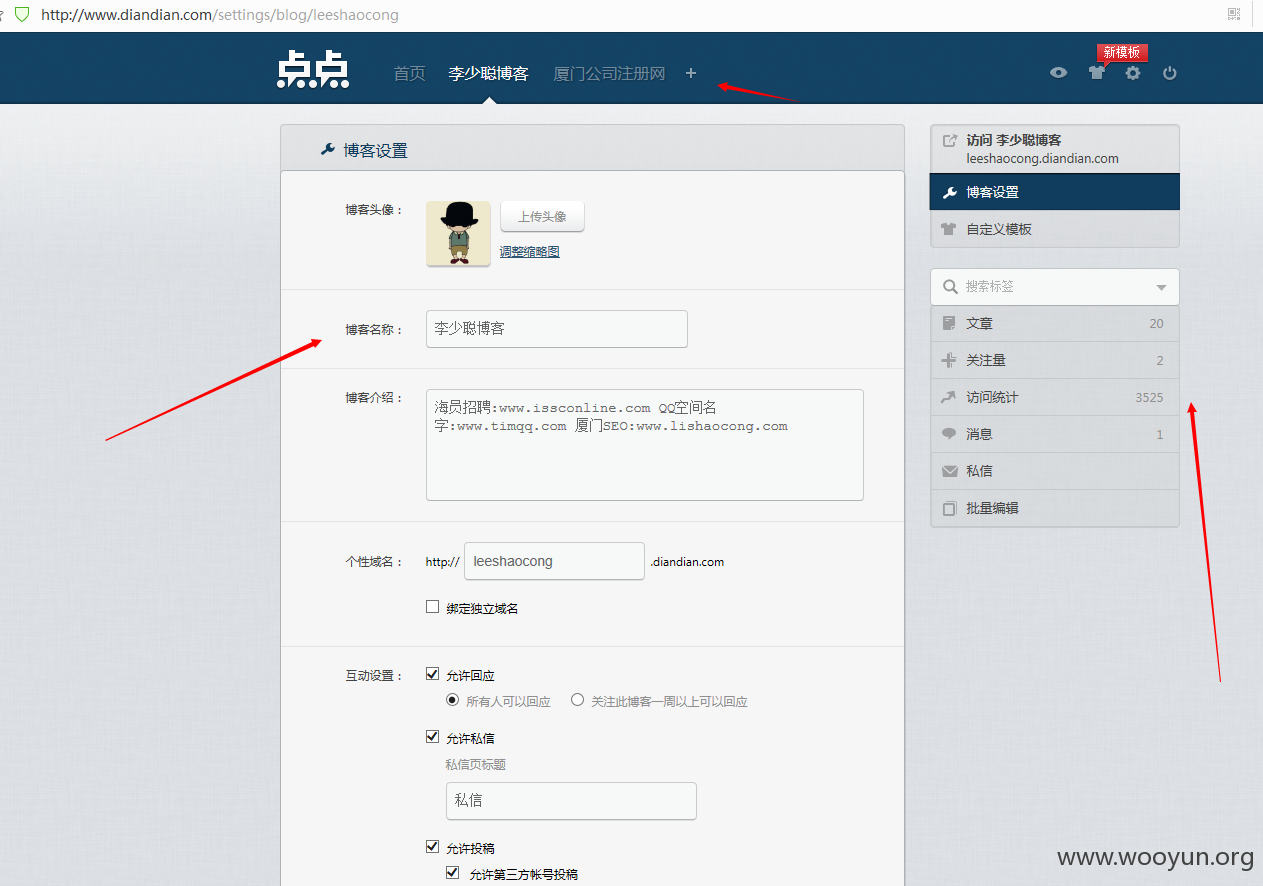 http://www.diandian.com/settings/blog/leeshaocong
点点
首页 李少聪博客 厦门公司注册网 +
新模板
博客设置
博客头像：
上传头像
调整缩略图
博客名称：
李少聪博客
博客介绍：
海员招聘:www.issconline.com QQ空间名
字:www.timqq.com 厦门SEO:www.lishaocong.com
个性域名：
http:// leeshaocong .diandian.com
绑定独立域名
互动设置：
允许回应
所有人可以回应 关注此博客一周以上可以回应
允许私信
私信页标题
私信
允许投稿
允许第三方帐号投稿
访问 李少聪博客
leeshaocong.diandian.com
博客设置
自定义模板
搜索标签
文章 20
关注量 2
访问统计 3525
消息 1
私信
批量编辑
www.wooyun.org